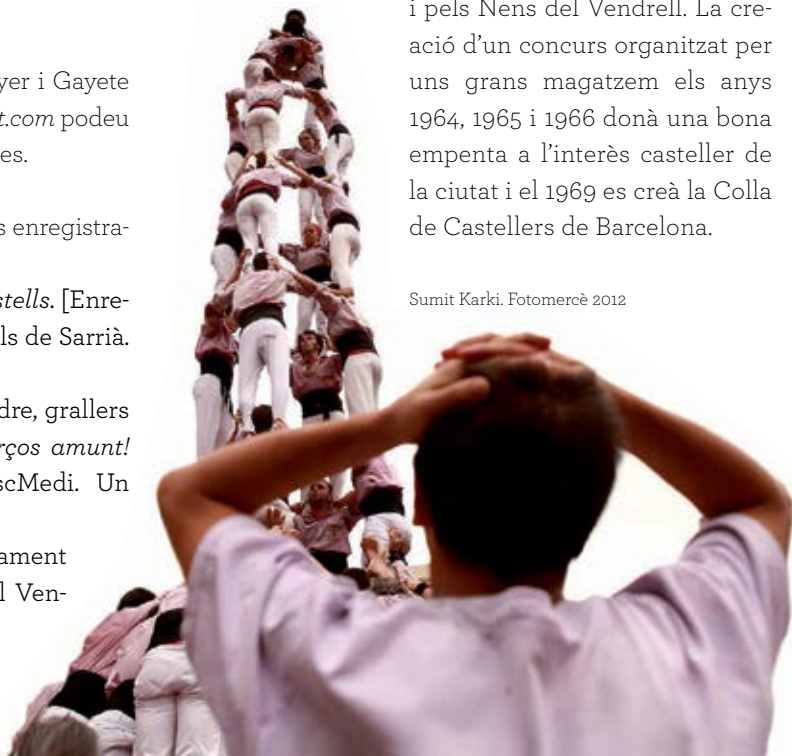 yer i Gayete
t.com podeu
es.
s enregistra-
stells. [Enre-
ls de Sarrià.
dre, grallers
rços amunt!
scMedi. Un
ament
l Ven-
i pels Nens del Vendrell. La cre-
ació d’un concurs organitzat per
uns grans magatzem els anys
1964, 1965 i 1966 donà una bona
empenta a l’interès casteller de
la ciutat i el 1969 es creà la Colla
de Castellers de Barcelona.
Sumit Karki. Fotomercè 2012